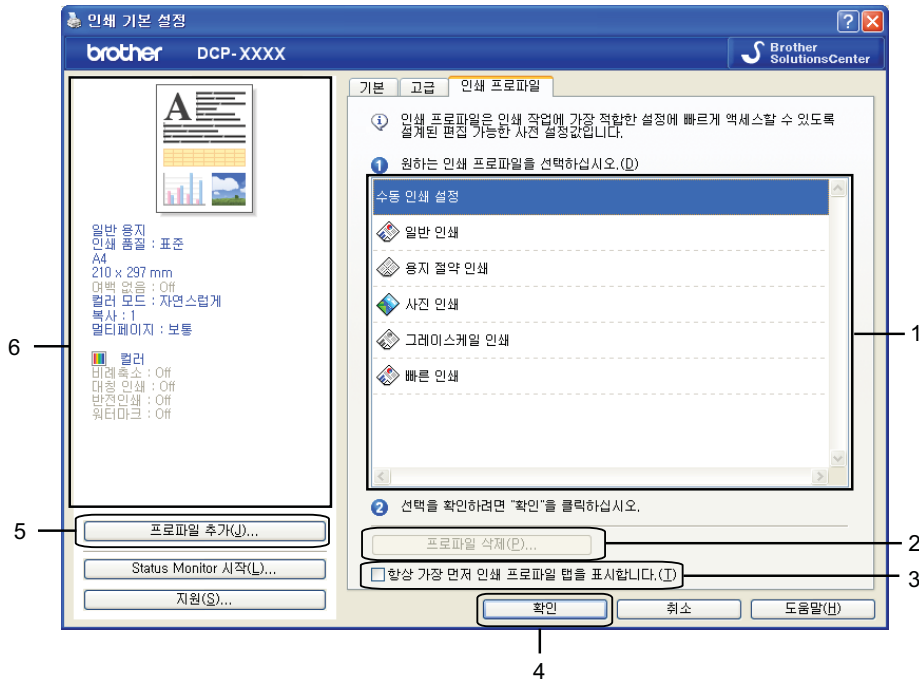 인쇄 기본 설정
brother DCP-XXXX
Brother
SolutionsCenter
A
일반 용지
인쇄 품질 : 표준
A4
210 x 297 mm
여백 없음 : Off
컬러 모드 : 자연스럽게
복사 : 1
멀티페이지 : 보통
컬러
비례축소 : Off
대칭 인쇄 : Off
반전인쇄 : Off
워터마크 : Off
6
프로파일 추가(J)...
5
Status Monitor 시작(L)...
지원(S)...
기본 고급 인쇄 프로파일
인쇄 프로파일은 인쇄 작업에 가장 적합한 설정에 빠르게 액세스할 수 있도록
설계된 편집 가능한 사전 설정값입니다.
1 원하는 인쇄 프로파일을 선택하십시오.(D)
수동 인쇄 설정
일반 인쇄
용지 절약 인쇄
사진 인쇄
그레이스케일 인쇄
빠른 인쇄
1
2 선택을 확인하려면 "확인"을 클릭하십시오.
프로파일 삭제(P)...
2
항상 가장 먼저 인쇄 프로파일 탭을 표시합니다.(T)
3
확인 취소 도움말(H)
4